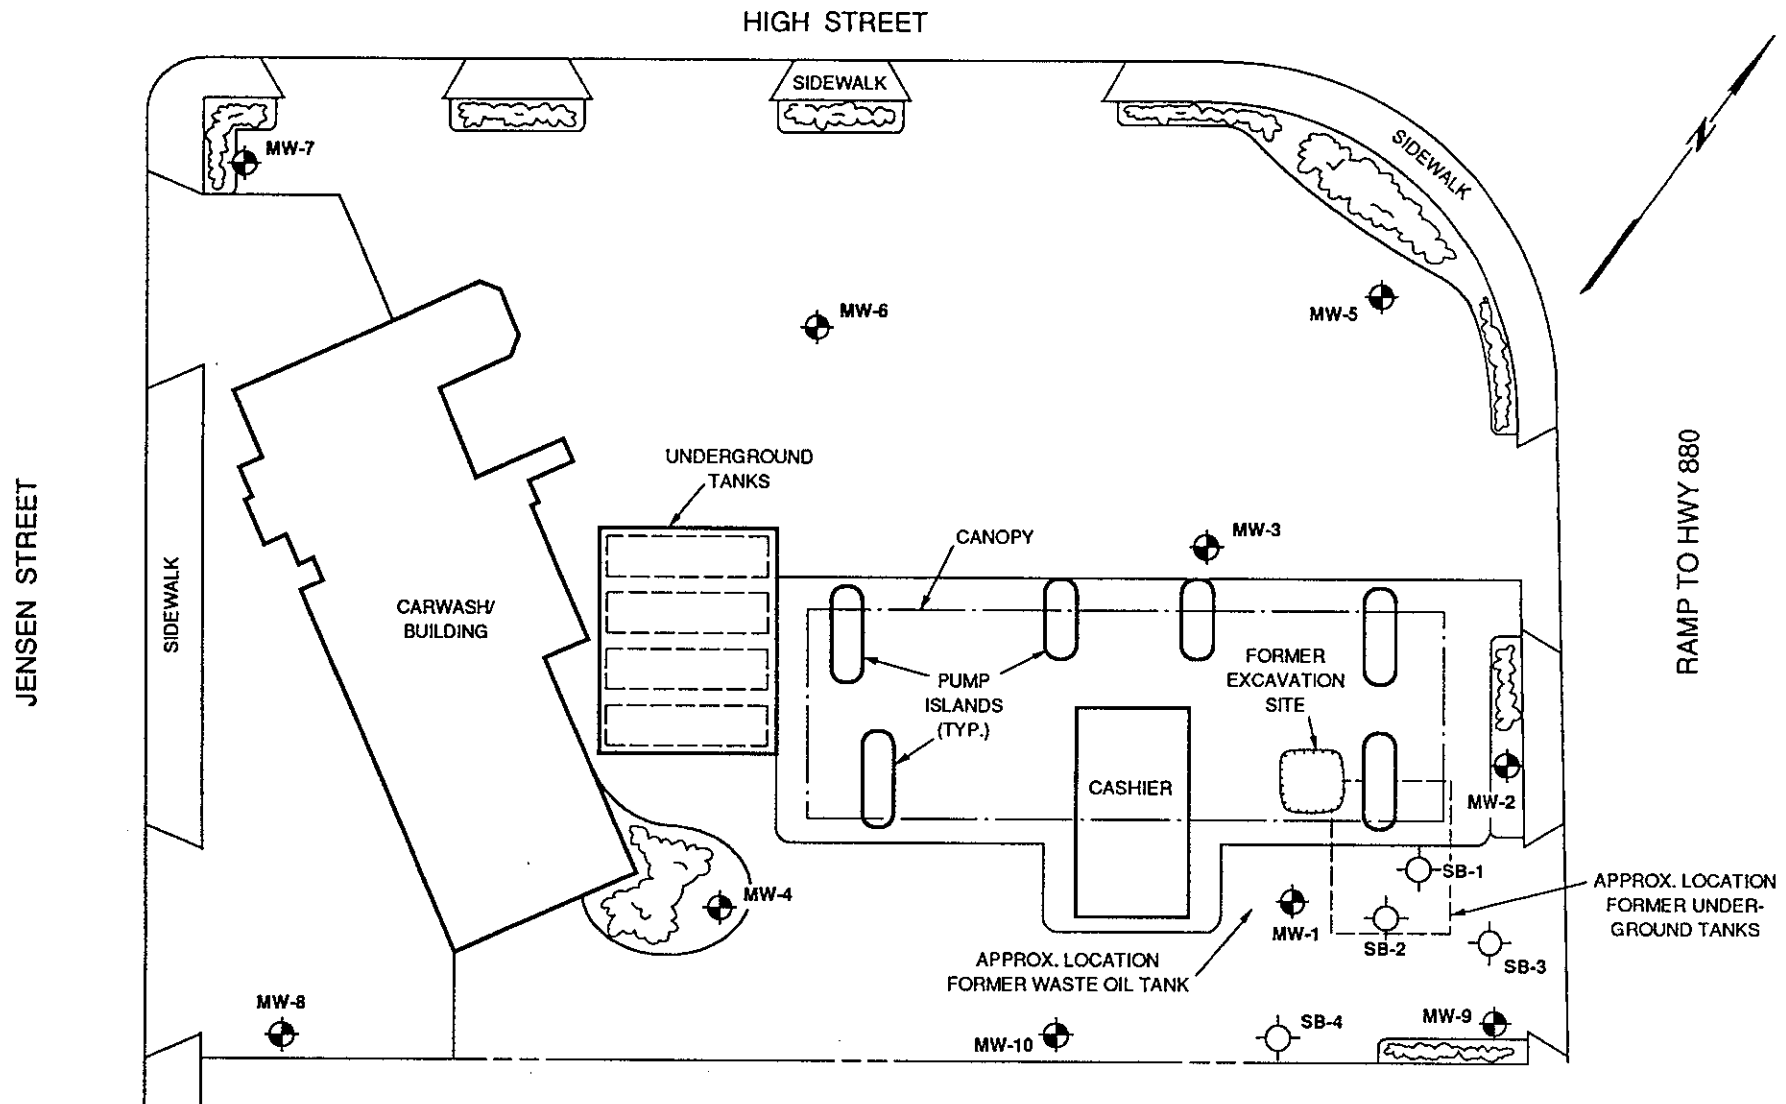 HIGH STREET
SIDEWALK
SIDEWALK
N
MW-7
MW-6
MW-5
UNDERGROUND
TANKS
CANOPY
MW-3
JENSEN STREET
SIDEWALK
RAMP TO HWY 880
CARWASH/
BUILDING
PUMP
ISLANDS
(TYP.)
FORMER
EXCAVATION
SITE
CASHIER
MW-2
SB-1
MW-4
APPROX. LOCATION
FORMER UNDER-
GROUND TANKS
MW-1
SB-2
SB-3
APPROX. LOCATION
FORMER WASTE OIL TANK
MW-8
MW-10
SB-4
MW-9